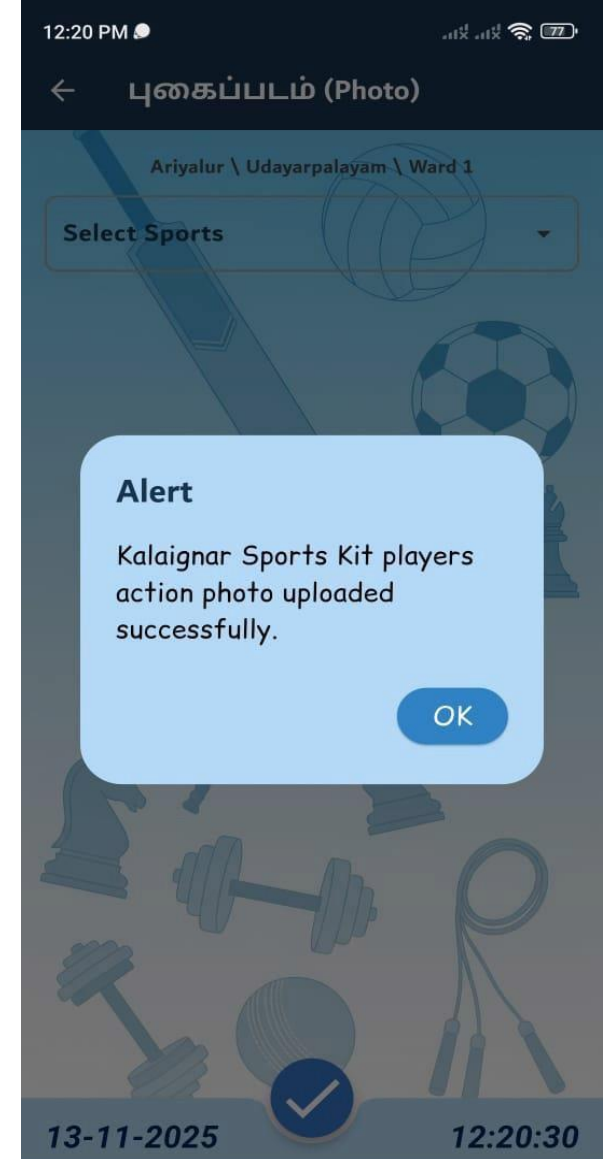 12:20 PM
77
புகைப்படம் (Photo)
Ariyalur \ Udayarpalayam \ Ward 1
Select Sports
Alert
Kalaignar Sports Kit players
action photo uploaded
successfully.
OK
13-11-2025 12:20:30